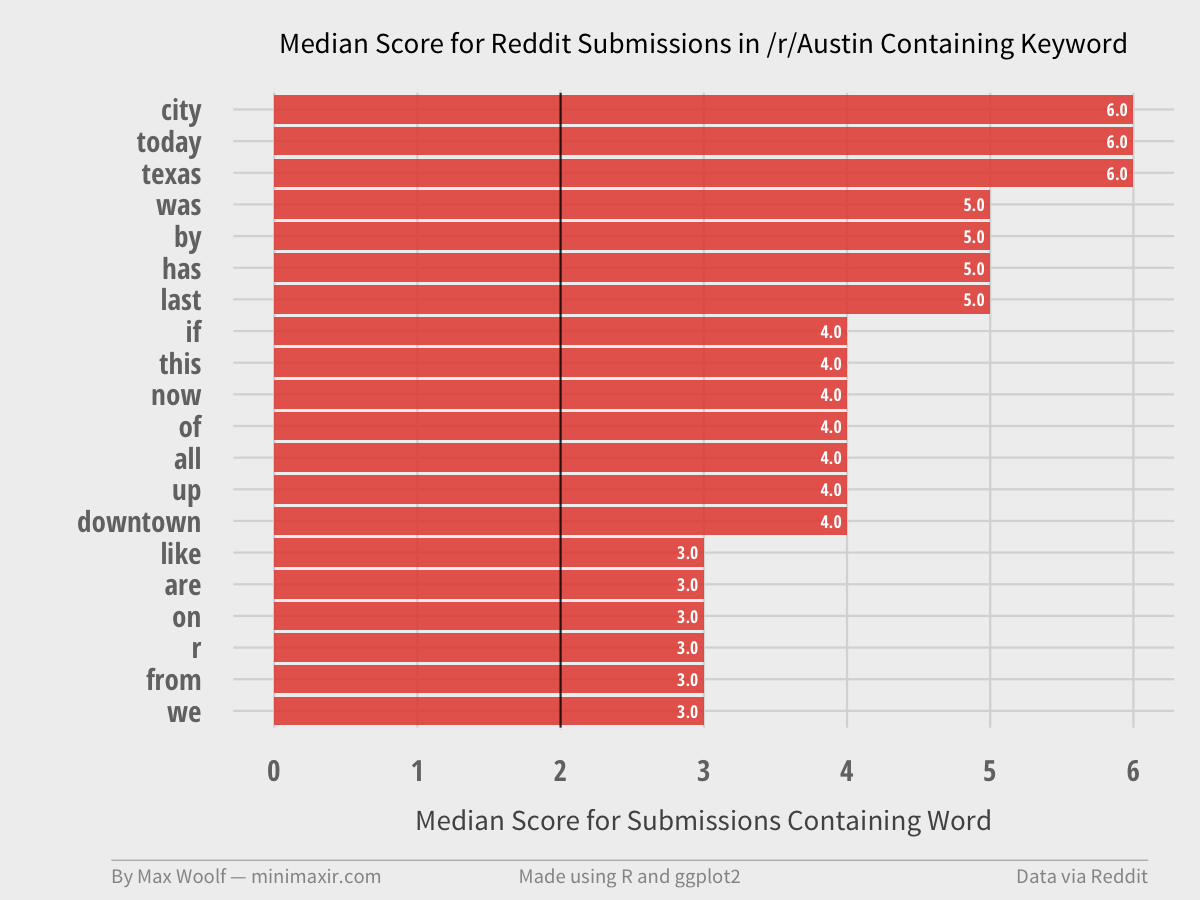 Median Score for Reddit Submissions in /r/Austin Containing Keyword
city 6.0
today 6.0
texas 6.0
was 5.0
by 5.0
has 5.0
last 5.0
if 4.0
this 4.0
now 4.0
of 4.0
all 4.0
up 4.0
downtown 4.0
like 3.0
are 3.0
on 3.0
r 3.0
from 3.0
we 3.0
0 1 2 3 4 5 6
Median Score for Submissions Containing Word
By Max Woolf — minimaxir.com Made using R and ggplot2 Data via Reddit